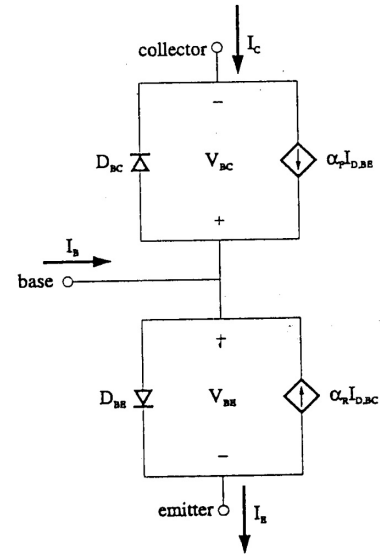 collector
I_C
−
D_BC
V_BC
α_F I_D,BE
+
I_B
base
+
D_BE
V_BE
α_R I_D,BC
−
emitter
I_E